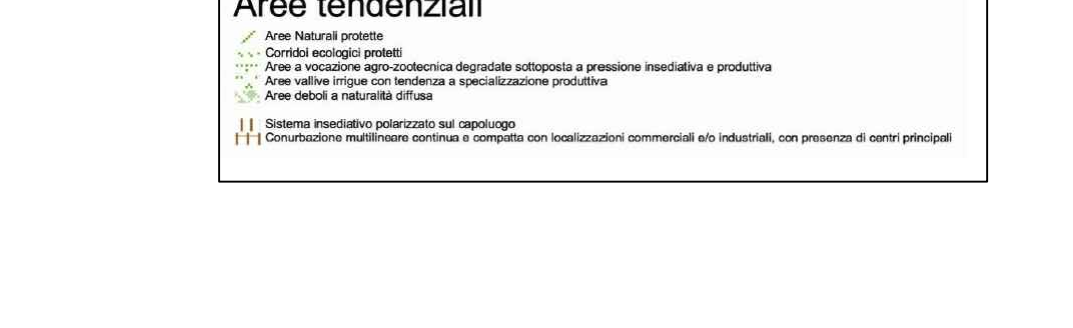 Aree tendenziali
Aree Naturali protette
Corridoi ecologici protetti
Aree a vocazione agro-zootecnica degradate sottoposta a pressione insediativa e produttiva
Aree vallive irrigue con tendenza a specializzazione produttiva
Aree deboli a naturalità diffusa
Sistema insediativo polarizzato sul capoluogo
Conurbazione multilineare continua e compatta con localizzazioni commerciali e/o industriali, con presenza di centri principali